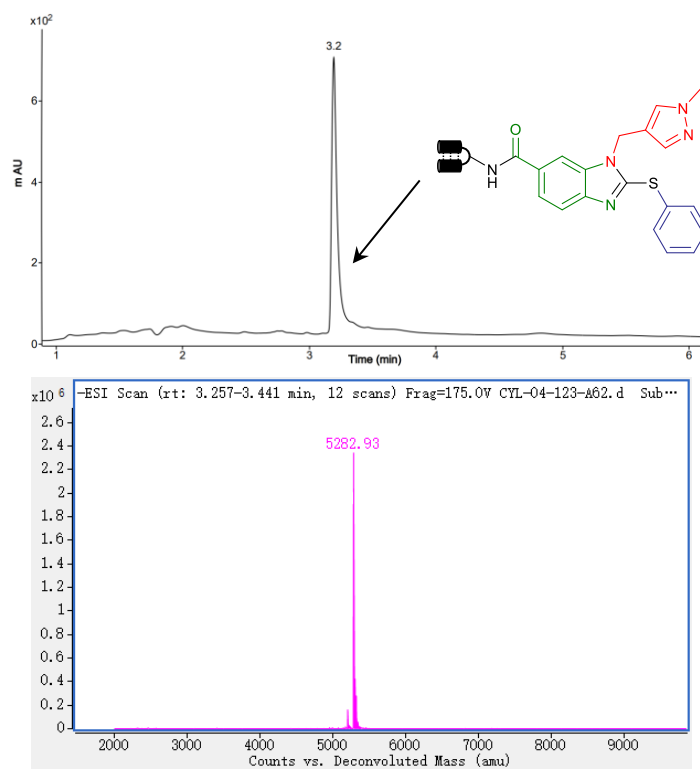 x10²
3.2
6
4
2
0
m AU
1
2
3
4
5
6
Time (min)
N
H
O
N
N
S
N
N
x10 6
-ESI Scan (rt: 3.257-3.441 min, 12 scans) Frag=175.0V CYL-04-123-A62.d Sub…
5282.93
2.6
2.4
2.2
2
1.8
1.6
1.4
1.2
1
0.8
0.6
0.4
0.2
0
2000 3000 4000 5000 6000 7000 8000 9000
Counts vs. Deconvoluted Mass (amu)